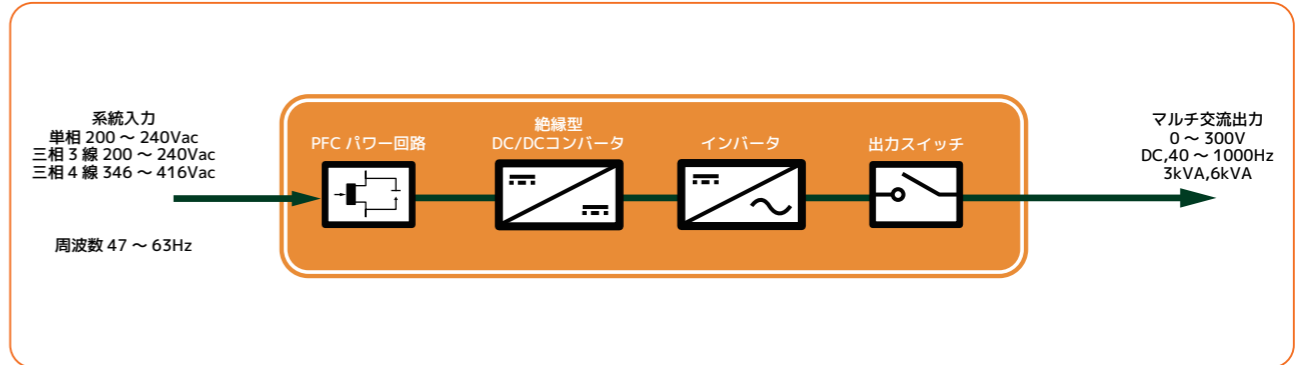 系統入力
単相 200 ～ 240Vac
三相 3 線 200 ～ 240Vac
三相 4 線 346 ～ 416Vac
周波数 47 ～ 63Hz
PFC パワー回路
絶縁型
DC/DCコンバータ
インバータ
出力スイッチ
マルチ交流出力
0 ～ 300V
DC,40 ～ 1000Hz
3kVA,6kVA